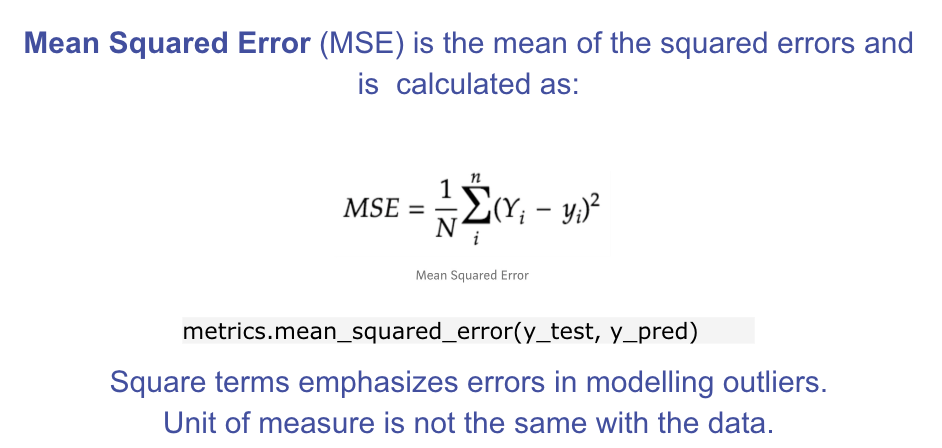 Mean Squared Error (MSE) is the mean of the squared errors and
is calculated as:
MSE = \frac{1}{N} \sum_{i}^{n} (Y_i - y_i)^2
Mean Squared Error
metrics.mean_squared_error(y_test, y_pred)
Square terms emphasizes errors in modelling outliers.
Unit of measure is not the same with the data.